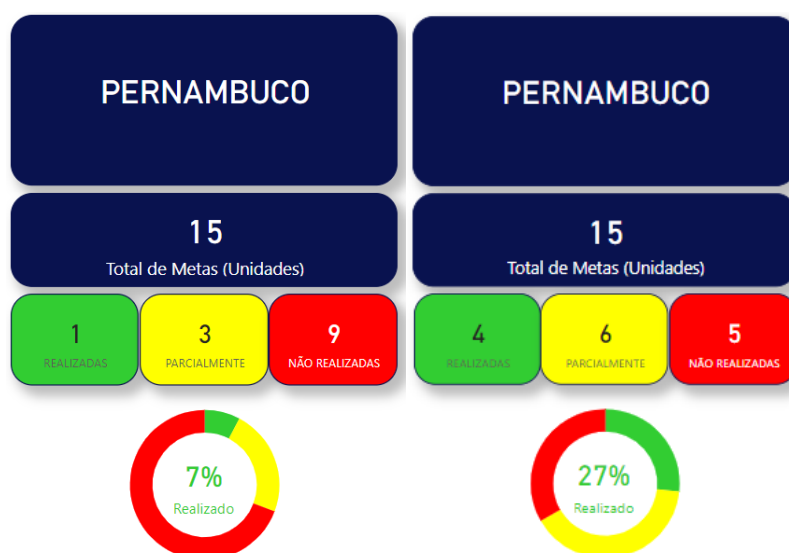 PERNAMBUCO
15
Total de Metas (Unidades)
1
REALIZADAS
3
PARCIALMENTE
9
NÃO REALIZADAS
7%
Realizado
PERNAMBUCO
15
Total de Metas (Unidades)
4
REALIZADAS
6
PARCIALMENTE
5
NÃO REALIZADAS
27%
Realizado